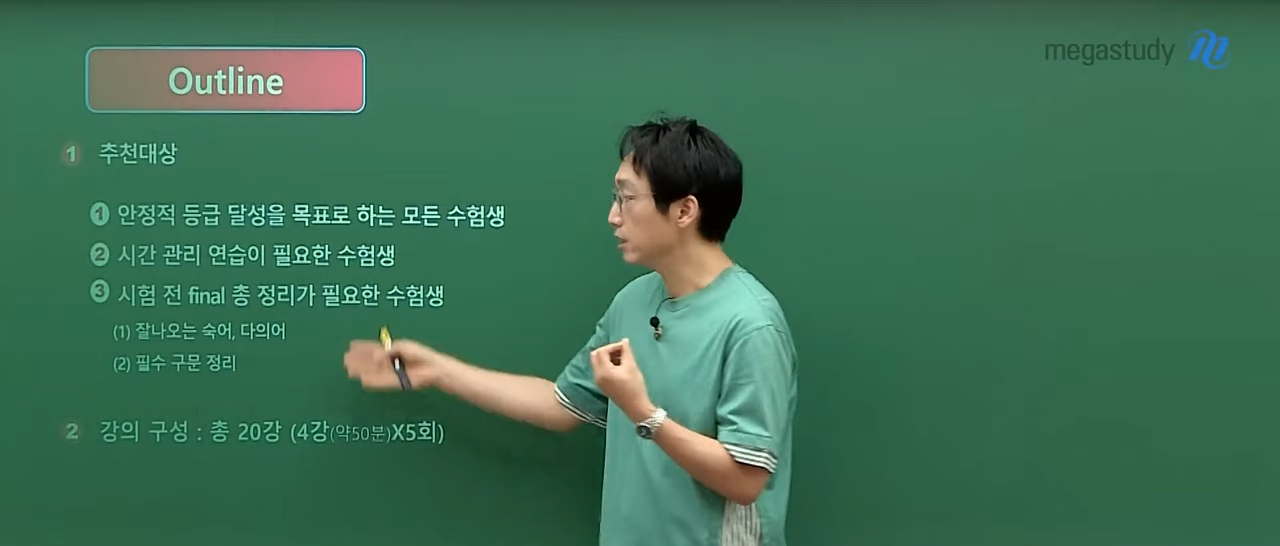 Outline
megastudy
1 추천대상
1 안정적 등급 달성을 목표로 하는 모든 수험생
2 시간 관리 연습이 필요한 수험생
3 시험 전 final 총 정리가 필요한 수험생
(1) 잘나오는 숙어, 다의어
(2) 필수 구문 정리
2 강의 구성 : 총 20강 (4강(약50분)X5회)